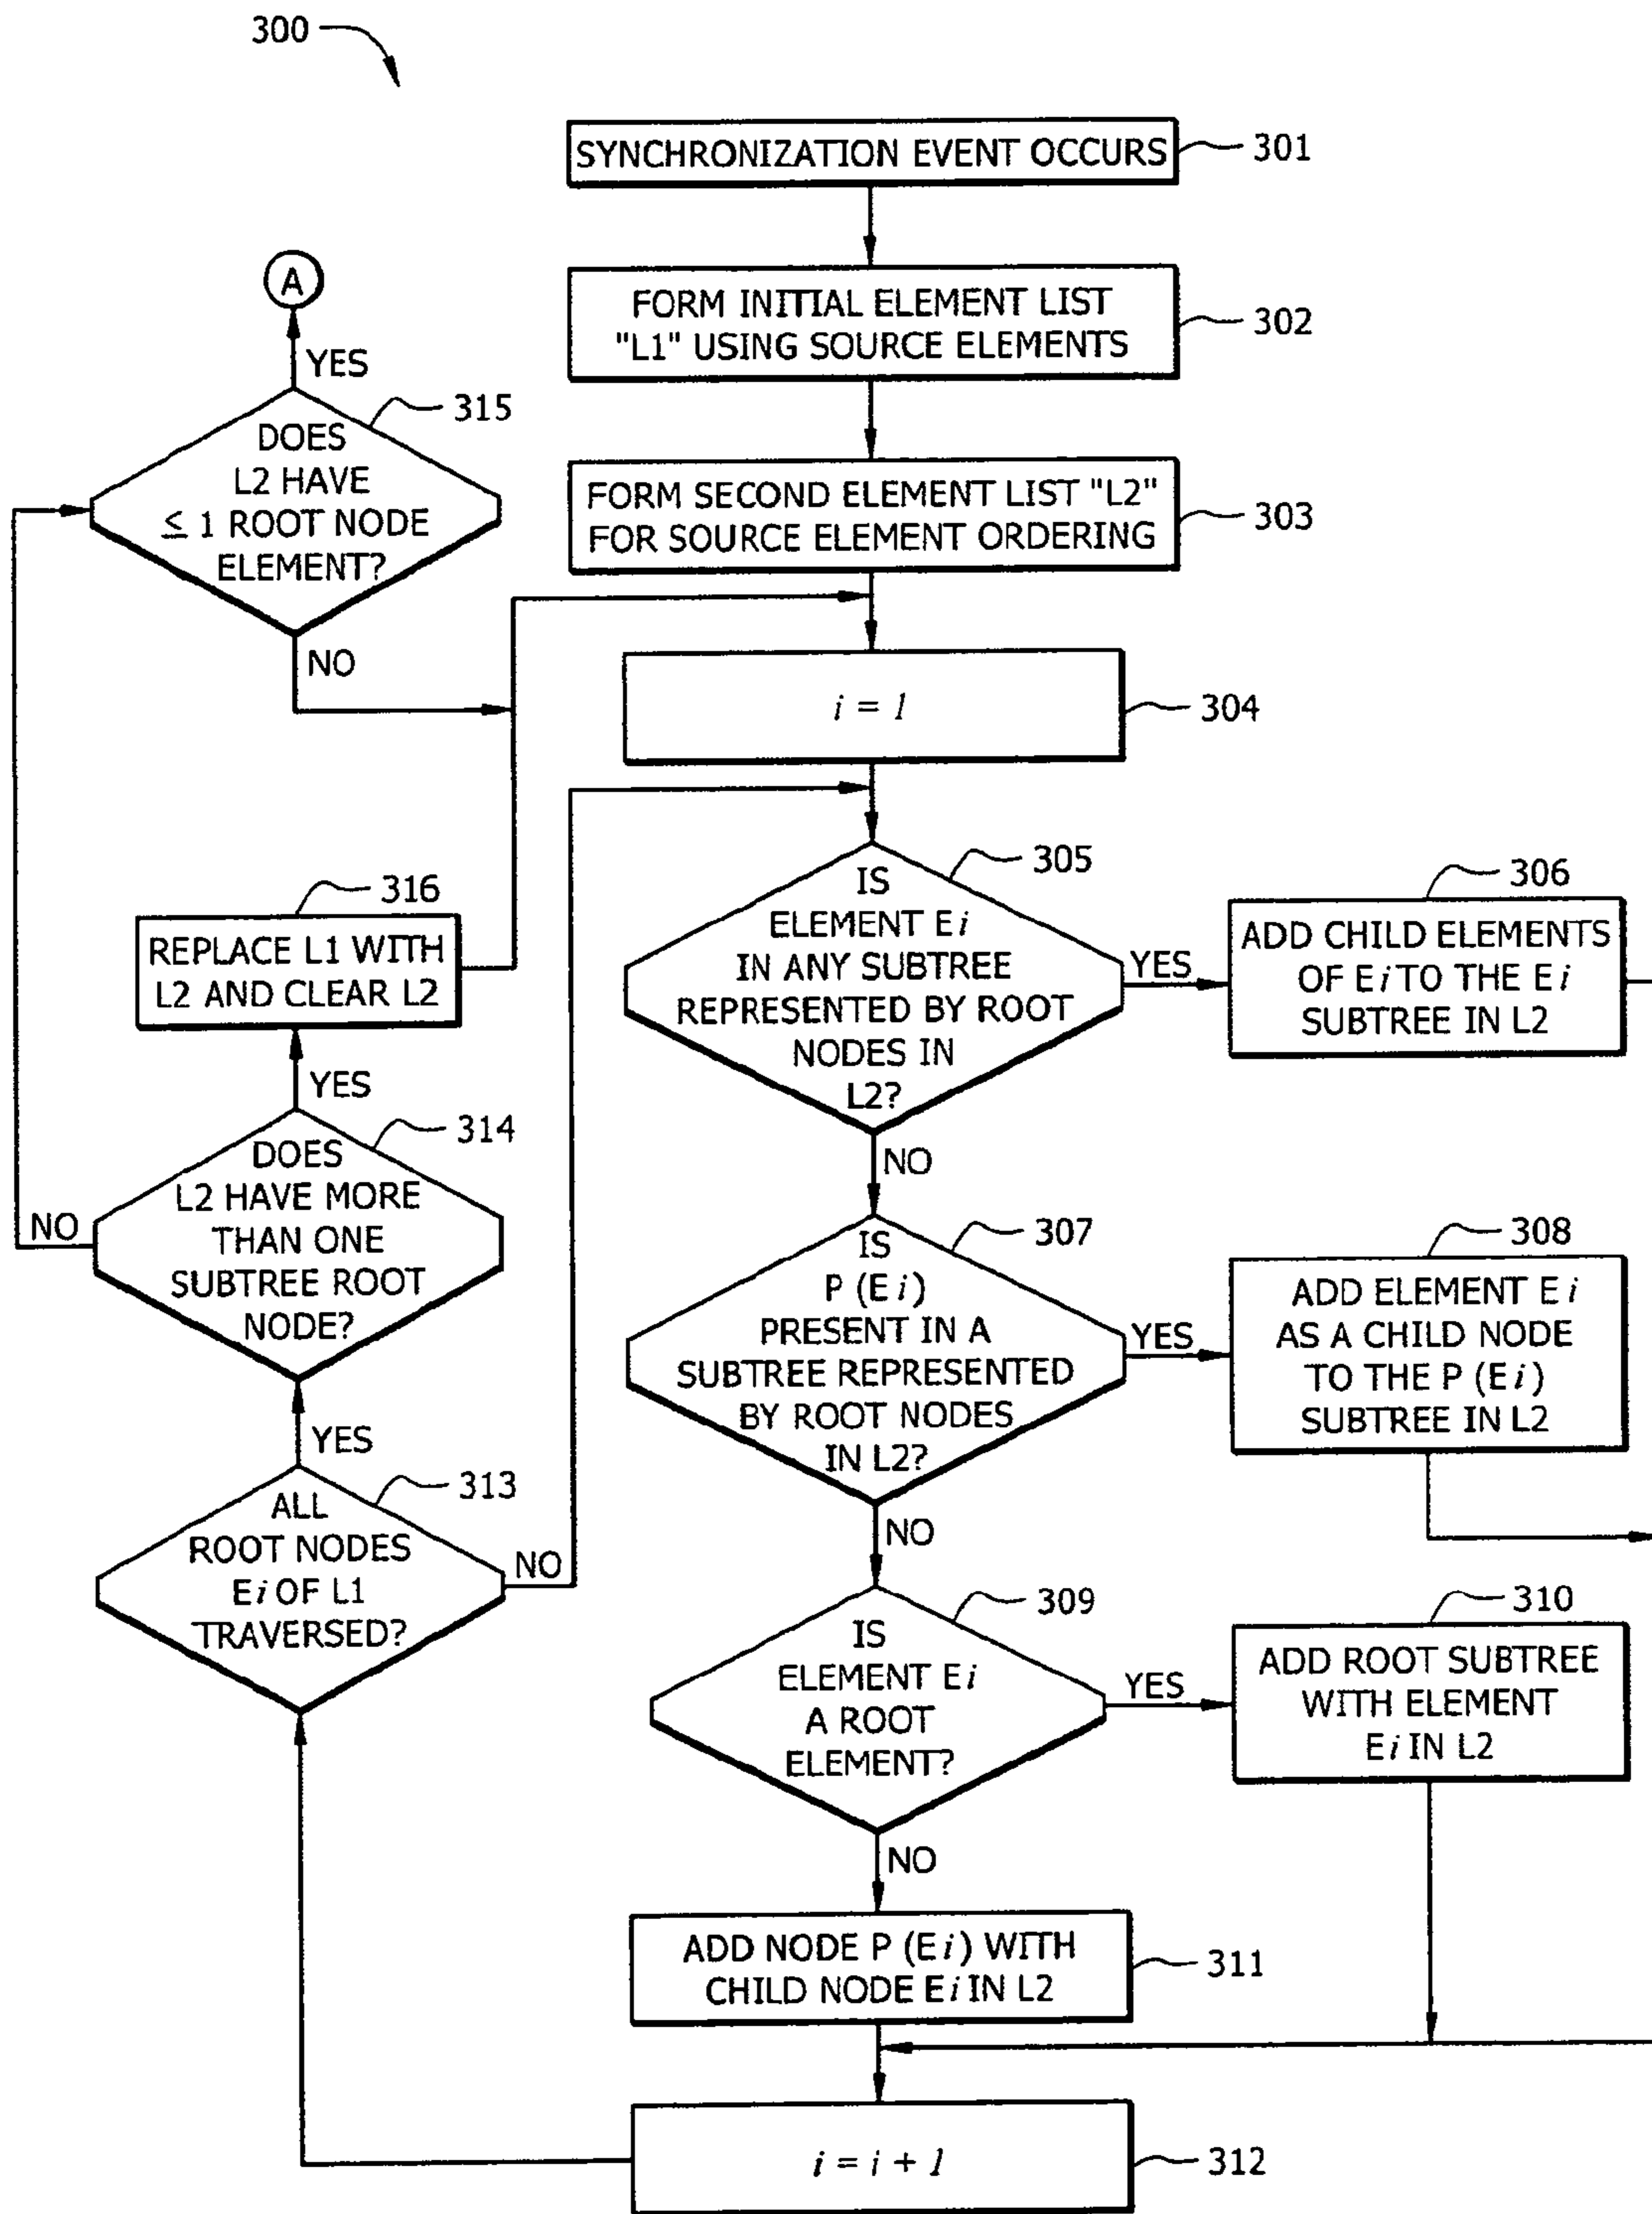 300
SYNCHRONIZATION EVENT OCCURS
301
FORM INITIAL ELEMENT LIST
"L1" USING SOURCE ELEMENTS
302
FORM SECOND ELEMENT LIST "L2"
FOR SOURCE ELEMENT ORDERING
303
i = 1
304
IS
ELEMENT Ei
IN ANY SUBTREE
REPRESENTED BY ROOT
NODES IN
L2?
305
YES
ADD CHILD ELEMENTS
OF Ei TO THE Ei
SUBTREE IN L2
306
NO
IS
P (Ei)
PRESENT IN A
SUBTREE REPRESENTED
BY ROOT NODES
IN L2?
307
YES
ADD ELEMENT Ei
AS A CHILD NODE
TO THE P (Ei)
SUBTREE IN L2
308
NO
IS
ELEMENT Ei
A ROOT
ELEMENT?
309
YES
ADD ROOT SUBTREE
WITH ELEMENT
Ei IN L2
310
NO
ADD NODE P (Ei) WITH
CHILD NODE Ei IN L2
311
i = i + 1
312
ALL
ROOT NODES
Ei OF L1
TRAVERSED?
313
NO
YES
DOES
L2 HAVE MORE
THAN ONE
SUBTREE ROOT
NODE?
314
NO
YES
REPLACE L1 WITH
L2 AND CLEAR L2
316
DOES
L2 HAVE
≤ 1 ROOT NODE
ELEMENT?
315
NO
YES
A